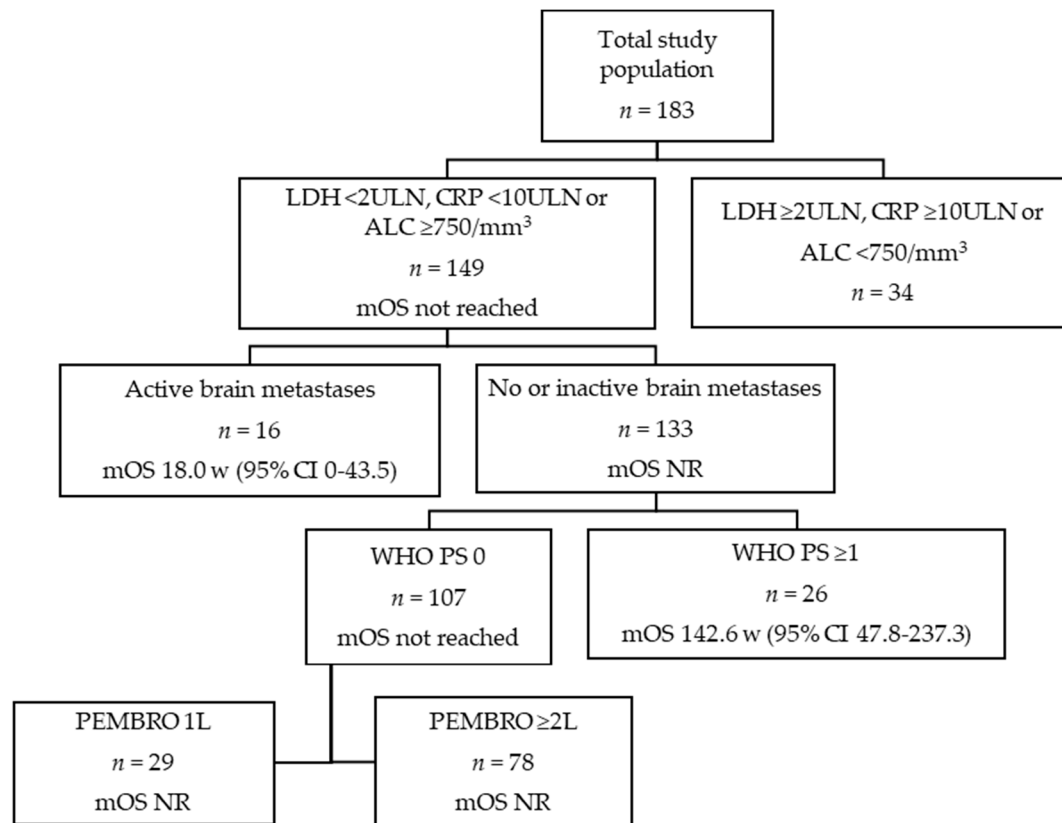 Total study
population
n = 183
LDH <2ULN, CRP <10ULN or
ALC ≥750/mm³
n = 149
mOS not reached
LDH ≥2ULN, CRP ≥10ULN or
ALC <750/mm³
n = 34
Active brain metastases
n = 16
mOS 18.0 w (95% CI 0-43.5)
No or inactive brain metastases
n = 133
mOS NR
WHO PS 0
n = 107
mOS not reached
WHO PS ≥1
n = 26
mOS 142.6 w (95% CI 47.8-237.3)
PEMBRO 1L
n = 29
mOS NR
PEMBRO ≥2L
n = 78
mOS NR